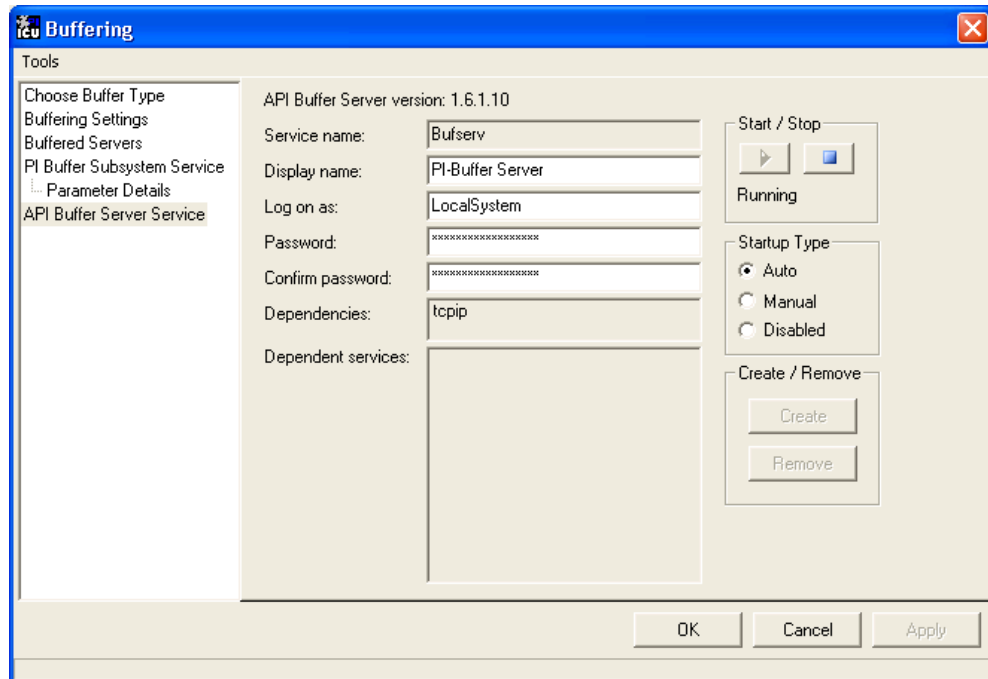 ICU Buffering
Tools
Choose Buffer Type
Buffering Settings
Buffered Servers
PI Buffer Subsystem Service
Parameter Details
API Buffer Server Service
API Buffer Server version: 1.6.1.10
Service name: Bufserv
Display name: PI-Buffer Server
Log on as: LocalSystem
Password: ******************
Confirm password: ******************
Dependencies: tcpip
Dependent services:
Start / Stop
Running
Startup Type
Auto
Manual
Disabled
Create / Remove
Create
Remove
OK Cancel Apply